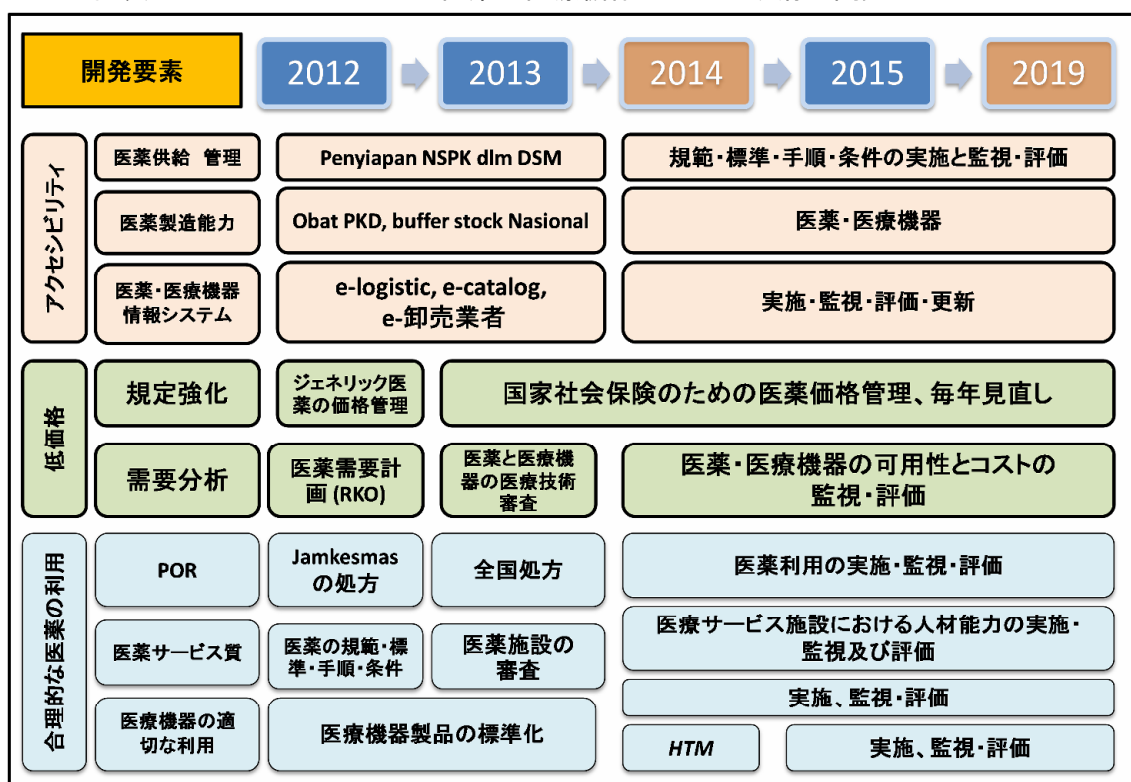 開発要素
2012
2013
2014
2015
2019
アクセシビリティ
医薬供給 管理
Penyiapan NSPK dlm DSM
規範・標準・手順・条件の実施と監視・評価
医薬製造能力
Obat PKD, buffer stock Nasional
医薬・医療機器
医薬・医療機器
情報システム
e-logistic, e-catalog,
e-卸売業者
実施・監視・評価・更新
低価格
規定強化
ジェネリック医
薬の価格管理
国家社会保険のための医薬価格管理、毎年見直し
需要分析
医薬需要計
画 (RKO)
医薬と医療機
器の医療技術
審査
医薬・医療機器の可用性とコストの
監視・評価
合理的な医薬の利用
POR
Jamkesmas
の処方
全国処方
医薬利用の実施・監視・評価
医薬サービス質
医薬の規範・標
準・手順・条件
医薬施設の
審査
医療サービス施設における人材能力の実施・
監視及び評価
実施、監視・評価
医療機器の適
切な利用
医療機器製品の標準化
HTM
実施、監視・評価